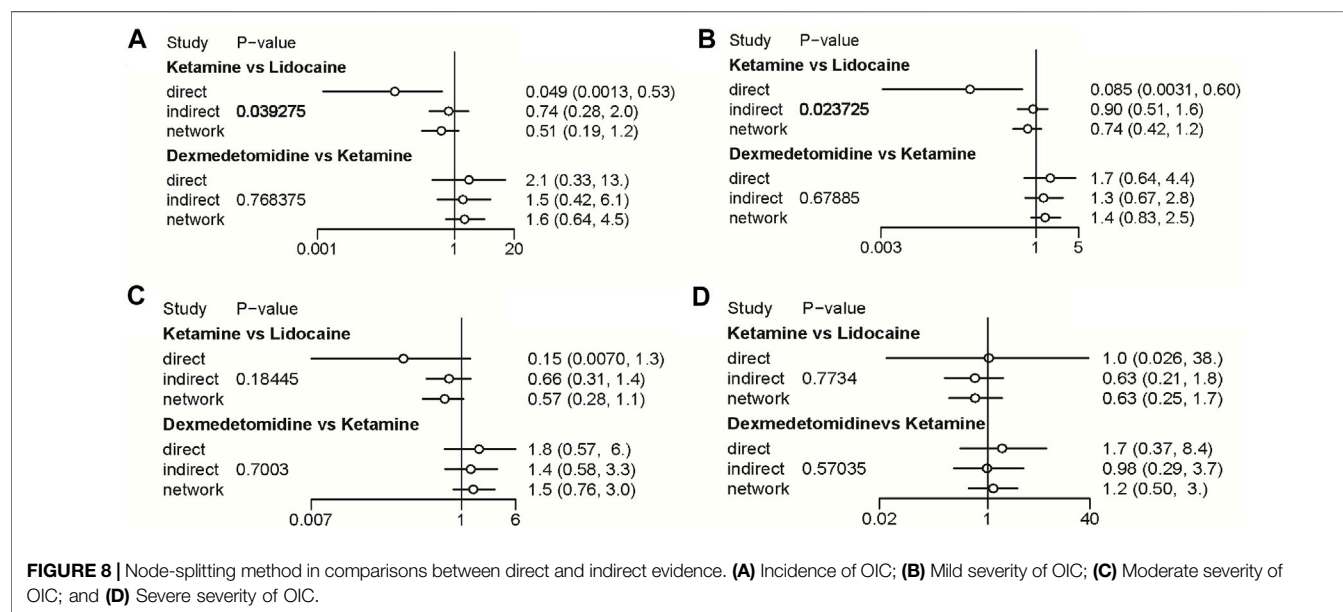 A
Study P−value
Ketamine vs Lidocaine
direct 0.049 (0.0013, 0.53)
indirect 0.039275 0.74 (0.28, 2.0)
network 0.51 (0.19, 1.2)
Dexmedetomidine vs Ketamine
direct 2.1 (0.33, 13.)
indirect 0.768375 1.5 (0.42, 6.1)
network 1.6 (0.64, 4.5)
0.001 1 20
B
Study P−value
Ketamine vs Lidocaine
direct 0.085 (0.0031, 0.60)
indirect 0.023725 0.90 (0.51, 1.6)
network 0.74 (0.42, 1.2)
Dexmedetomidine vs Ketamine
direct 1.7 (0.64, 4.4)
indirect 0.67885 1.3 (0.67, 2.8)
network 1.4 (0.83, 2.5)
0.003 1 5
C
Study P−value
Ketamine vs Lidocaine
direct 0.15 (0.0070, 1.3)
indirect 0.18445 0.66 (0.31, 1.4)
network 0.57 (0.28, 1.1)
Dexmedetomidine vs Ketamine
direct 1.8 (0.57, 6.)
indirect 0.7003 1.4 (0.58, 3.3)
network 1.5 (0.76, 3.0)
0.007 1 6
D
Study P−value
Ketamine vs Lidocaine
direct 1.0 (0.026, 38.)
indirect 0.7734 0.63 (0.21, 1.8)
network 0.63 (0.25, 1.7)
Dexmedetomidinevs Ketamine
direct 1.7 (0.37, 8.4)
indirect 0.57035 0.98 (0.29, 3.7)
network 1.2 (0.50, 3.)
0.02 1 40
FIGURE 8 | Node-splitting method in comparisons between direct and indirect evidence. (A) Incidence of OIC; (B) Mild severity of OIC; (C) Moderate severity of
OIC; and (D) Severe severity of OIC.